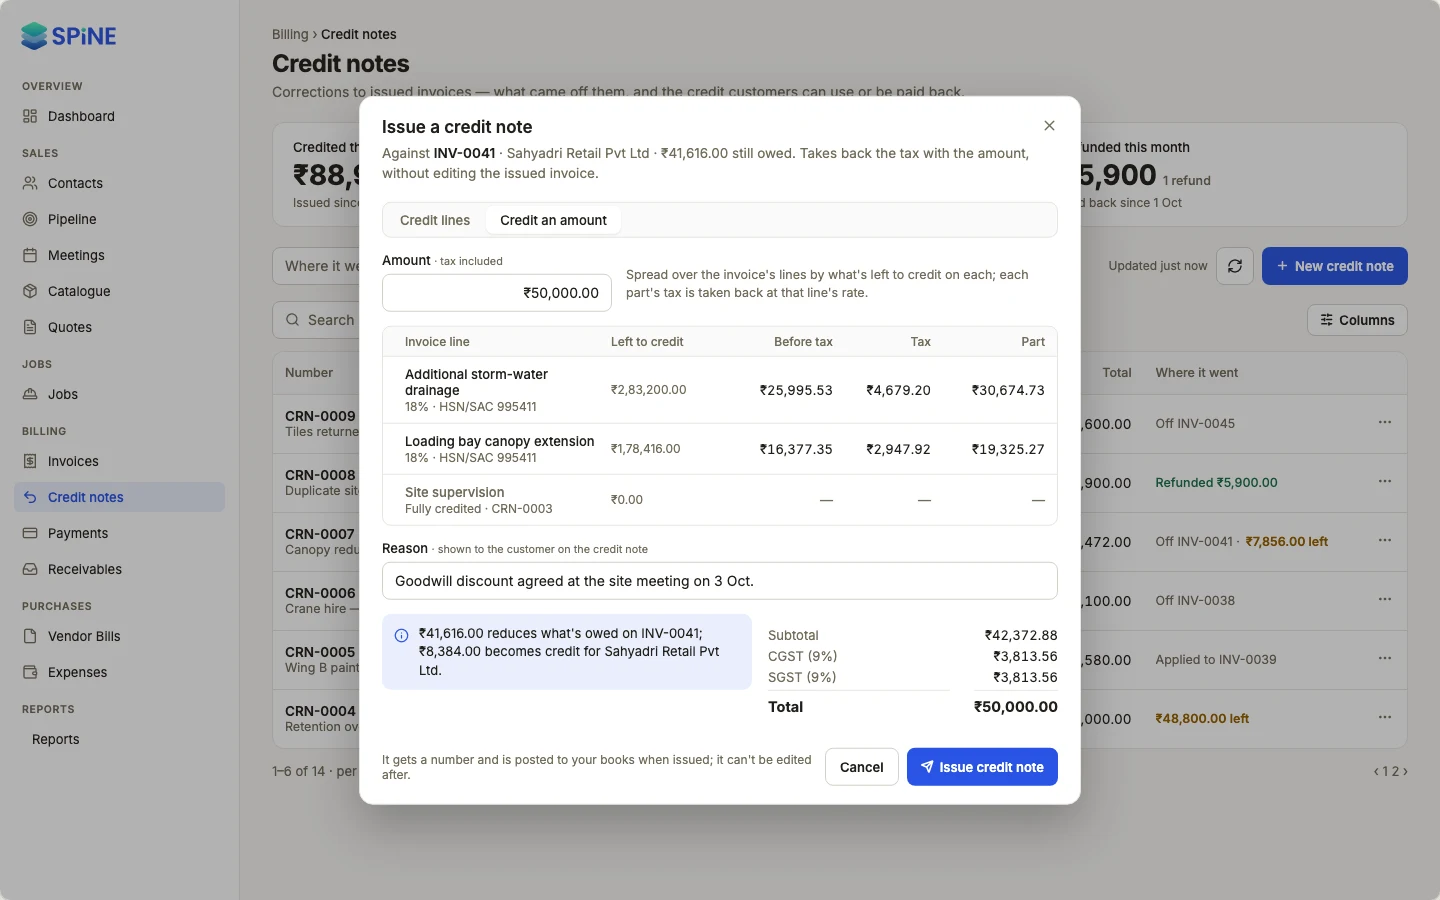 SPiNE
OVERVIEW
Dashboard
SALES
Contacts
Pipeline
Meetings
Catalogue
Quotes
JOBS
Jobs
BILLING
Invoices
Credit notes
Payments
Receivables
PURCHASES
Vendor Bills
Expenses
REPORTS
Reports
Billing › Credit notes
Credit notes
Corrections to issued invoices — what came off them, and the credit customers can use or be paid back.
Credited th
₹88,9
Issued since
funded this month
5,900 1 refund
d back since 1 Oct
Where it we
Updated just now
+ New credit note
Search
Columns
Number
Total Where it went
CRN-0009
Tiles returne
,600.00 Off INV-0045 ...
CRN-0008
Duplicate sit
,900.00 Refunded ₹5,900.00 ...
CRN-0007
Canopy redu
,472.00 Off INV-0041 · ₹7,856.00 left ...
CRN-0006
Crane hire —
,100.00 Off INV-0038 ...
CRN-0005
Wing B paint
,580.00 Applied to INV-0039 ...
CRN-0004
Retention ov
,000.00 ₹48,800.00 left ...
1–6 of 14 · per
‹ 1 2 ›
Issue a credit note
Against INV-0041 · Sahyadri Retail Pvt Ltd · ₹41,616.00 still owed. Takes back the tax with the amount,
without editing the issued invoice.
Credit lines Credit an amount
Amount · tax included
₹50,000.00
Spread over the invoice's lines by what's left to credit on each; each
part's tax is taken back at that line's rate.
Invoice line Left to credit Before tax Tax Part
Additional storm-water
drainage
18% · HSN/SAC 995411
₹2,83,200.00 ₹25,995.53 ₹4,679.20 ₹30,674.73
Loading bay canopy extension
18% · HSN/SAC 995411
₹1,78,416.00 ₹16,377.35 ₹2,947.92 ₹19,325.27
Site supervision
Fully credited · CRN-0003
₹0.00 — — —
Reason · shown to the customer on the credit note
Goodwill discount agreed at the site meeting on 3 Oct.
₹41,616.00 reduces what's owed on INV-0041;
₹8,384.00 becomes credit for Sahyadri Retail Pvt
Ltd.
Subtotal ₹42,372.88
CGST (9%) ₹3,813.56
SGST (9%) ₹3,813.56
Total ₹50,000.00
It gets a number and is posted to your books when issued; it can't be edited
after.
Cancel
Issue credit note